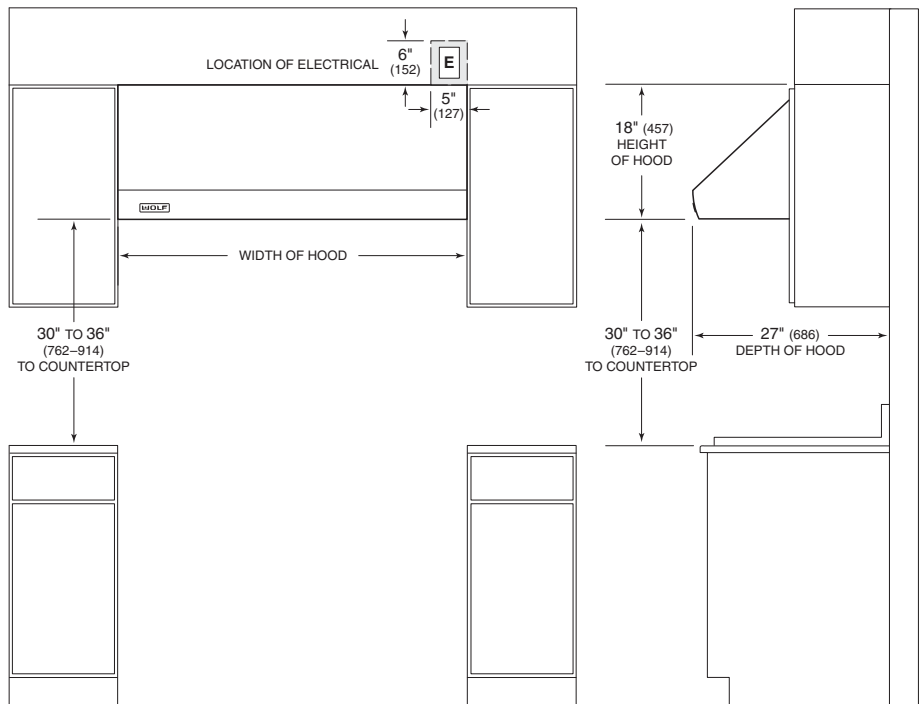 LOCATION OF ELECTRICAL
6"
(152)
E
5"
(127)
WOLF
WIDTH OF HOOD
30" TO 36"
(762–914)
TO COUNTERTOP
18" (457)
HEIGHT
OF HOOD
30" TO 36"
(762–914)
TO COUNTERTOP
27" (686)
DEPTH OF HOOD